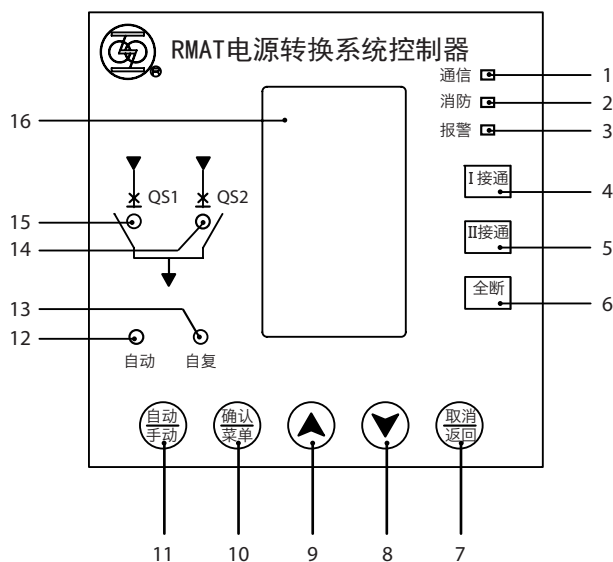 RMAT电源转换系统控制器
®
通信
1
消防
2
报警
3
16
QS1
QS2
I接通
4
15
II接通
5
14
全断
6
13
12
自动
自复
自动
手动
确认
菜单
取消
返回
11
10
9
8
7